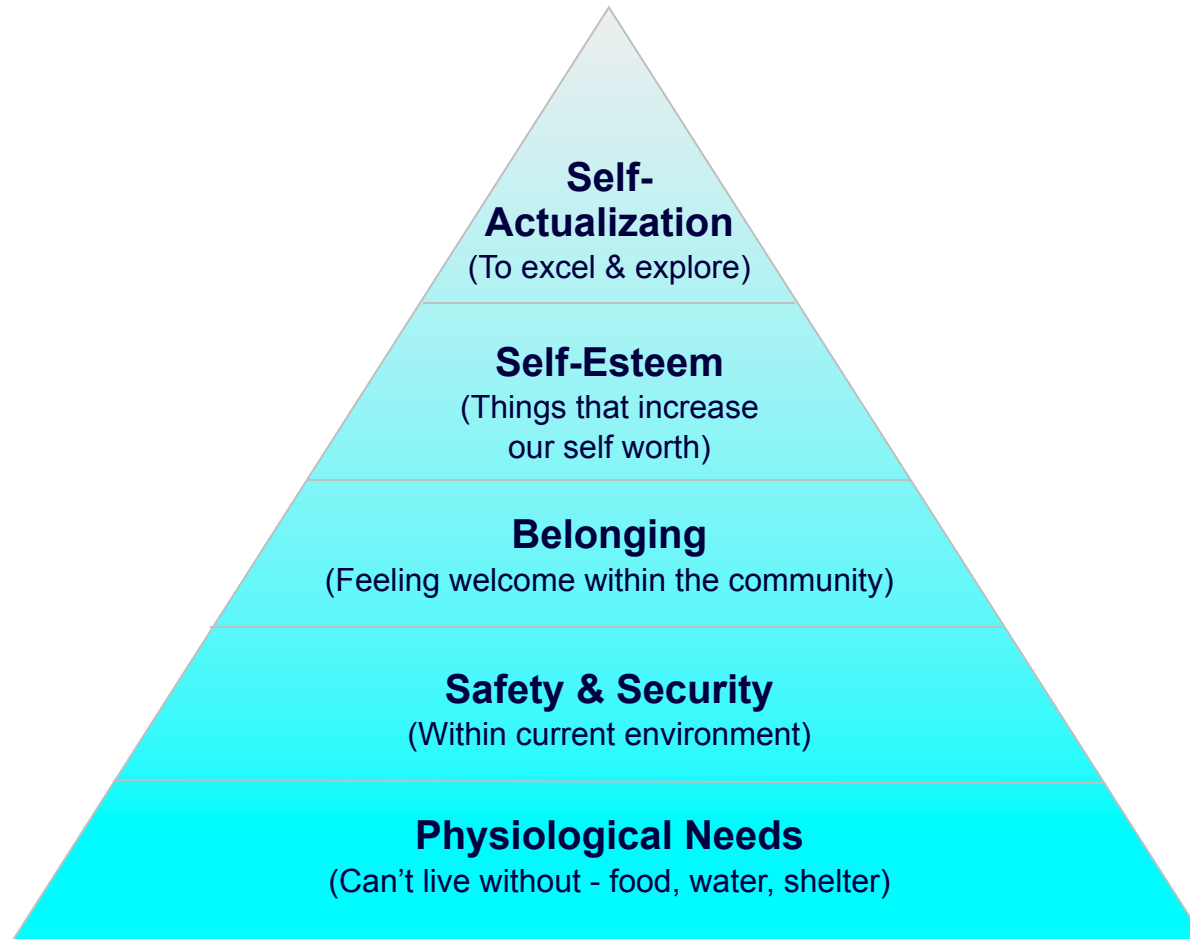 Self-
Actualization
(To excel & explore)
Self-Esteem
(Things that increase
our self worth)
Belonging
(Feeling welcome within the community)
Safety & Security
(Within current environment)
Physiological Needs
(Can’t live without - food, water, shelter)